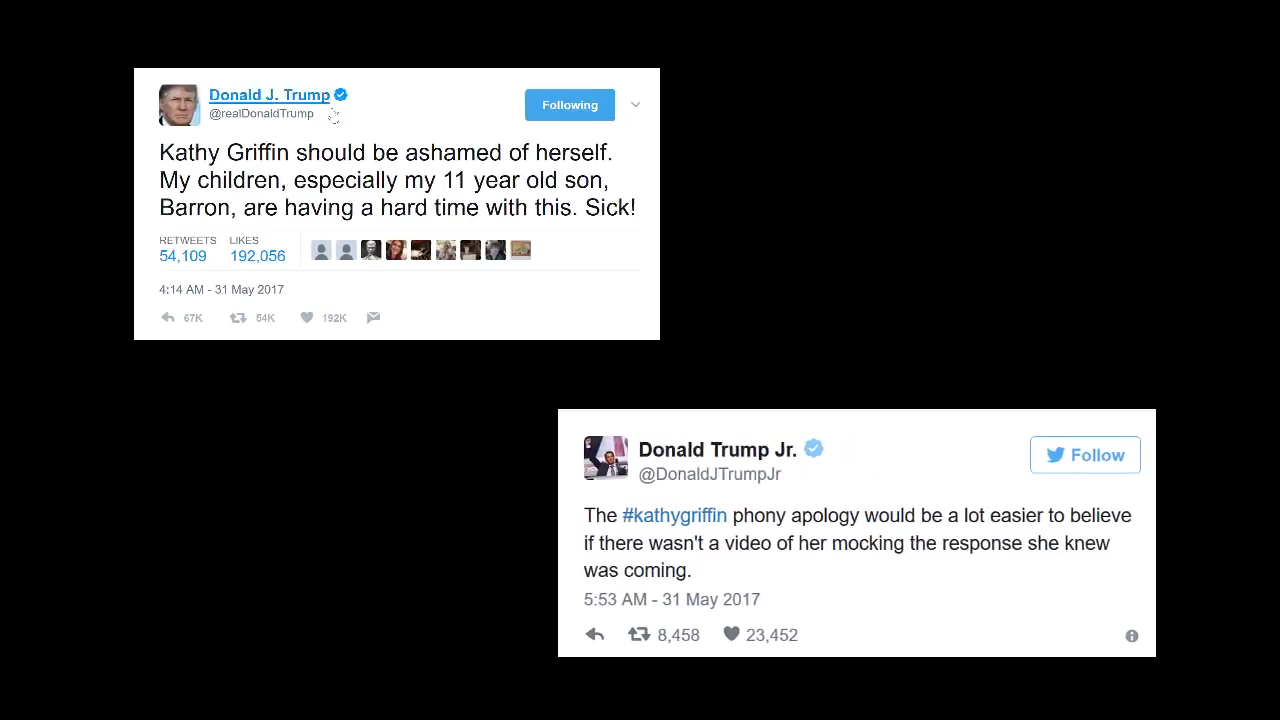 Donald J. Trump
@realDonaldTrump
Following
Kathy Griffin should be ashamed of herself.
My children, especially my 11 year old son,
Barron, are having a hard time with this. Sick!
RETWEETS LIKES
54,109 192,056
4:14 AM - 31 May 2017
67K 54K 192K
Donald Trump Jr.
@DonaldJTrumpJr
Follow
The #kathygriffin phony apology would be a lot easier to believe
if there wasn't a video of her mocking the response she knew
was coming.
5:53 AM - 31 May 2017
8,458 23,452